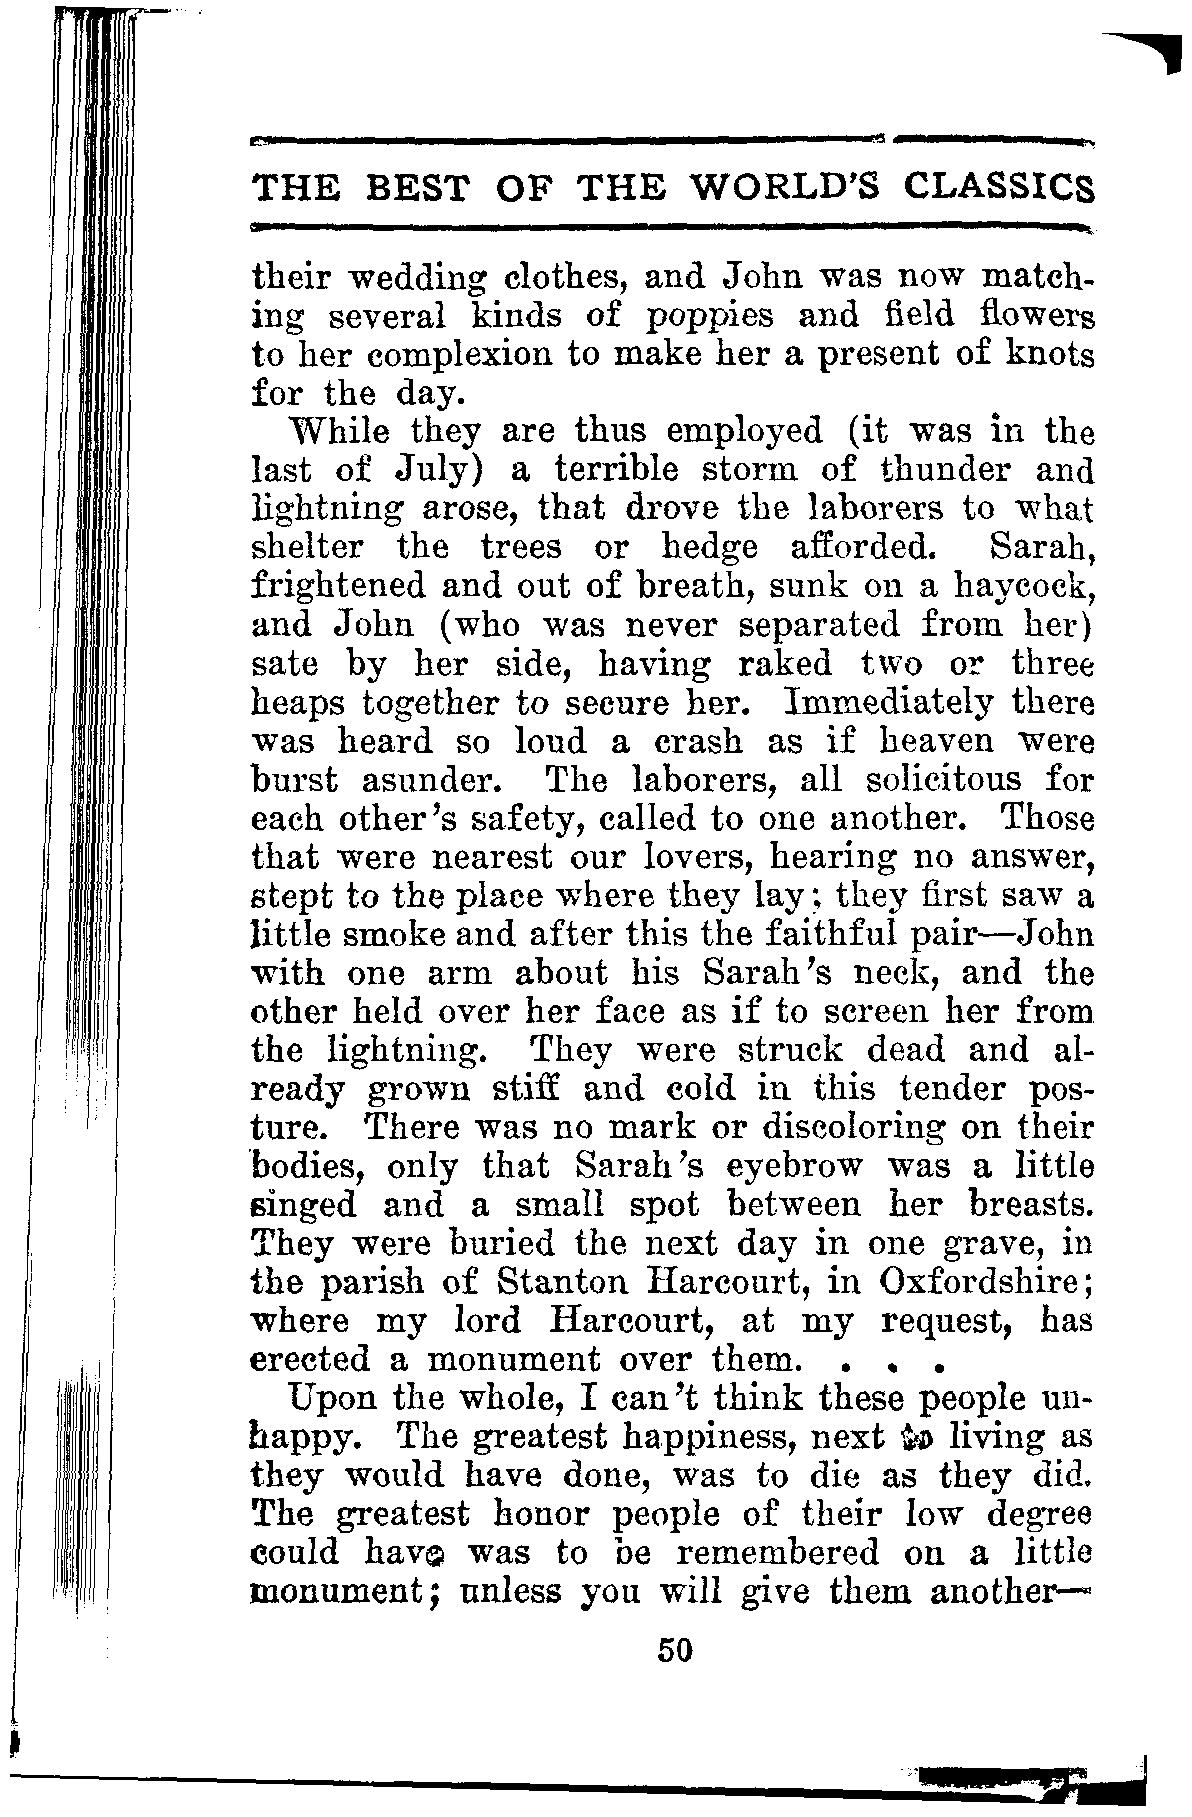 THE BEST OF THE WORLD'S CLASSICS
their wedding clothes, and John was now match-
ing several kinds of poppies and field flowers
to her complexion to make her a present of knots
for the day.
While they are thus employed (it was in the
last of July) a terrible storm of thunder and
lightning arose, that drove the laborers to what
shelter the trees or hedge afforded. Sarah,
frightened and out of breath, sunk on a haycock,
and John (who was never separated from her)
sate by her side, having raked two or three
heaps together to secure her. Immediately there
was heard so loud a crash as if heaven were
burst asunder. The laborers, all solicitous for
each other's safety, called to one another. Those
that were nearest our lovers, hearing no answer,
stept to the place where they lay; they first saw a
little smoke and after this the faithful pair—John
with one arm about his Sarah's neck, and the
other held over her face as if to screen her from
the lightning. They were struck dead and al-
ready grown stiff and cold in this tender pos-
ture. There was no mark or discoloring on their
bodies, only that Sarah's eyebrow was a little
singed and a small spot between her breasts.
They were buried the next day in one grave, in
the parish of Stanton Harcourt, in Oxfordshire;
where my lord Harcourt, at my request, has
erected a monument over them. . . .
Upon the whole, I can't think these people un-
happy. The greatest happiness, next to living as
they would have done, was to die as they did.
The greatest honor people of their low degree
could have was to be remembered on a little
monument; unless you will give them another—
50